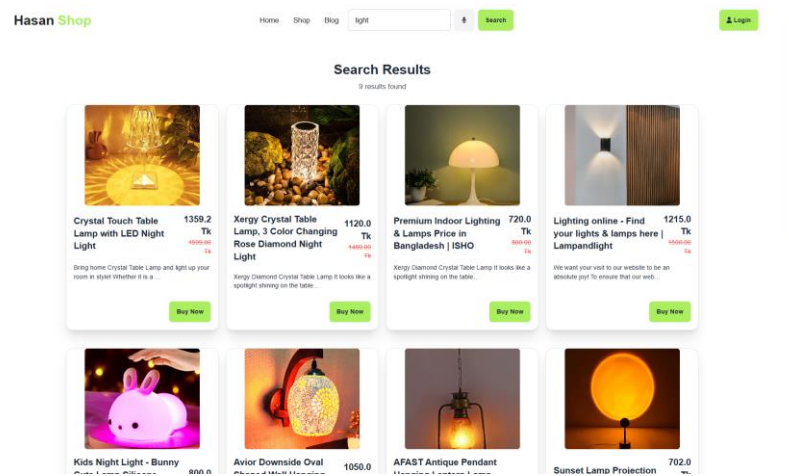 Hasan Shop
Home
Shop
Blog
light
Search
Login
Search Results
9 results found
Crystal Touch Table
Lamp with LED Night
Light
1359.2
Tk
Tk
Bring home Crystal Table Lamp and light up your
room in style! Whether it is a ...
Buy Now
Xergy Crystal Table
Lamp, 3 Color Changing
Rose Diamond Night
Light
1120.0
Tk
1400.00
Tk
Xergy Diamond Crystal Table Lamp It looks like a
spotlight shining on the table...
Buy Now
Premium Indoor Lighting
& Lamps Price in
Bangladesh | ISHO
720.0
Tk
Tk
Xergy Diamond Crystal Table Lamp It looks like a
spotlight shining on the table...
Buy Now
Lighting online - Find
your lights & lamps here |
Lampandlight
1215.0
Tk
Tk
We want your visit to our website to be an
absolute joy! To ensure that our web...
Buy Now
Kids Night Light - Bunny
800.0
Avior Downside Oval
1050.0
AFAST Antique Pendant
Sunset Lamp Projection
702.0